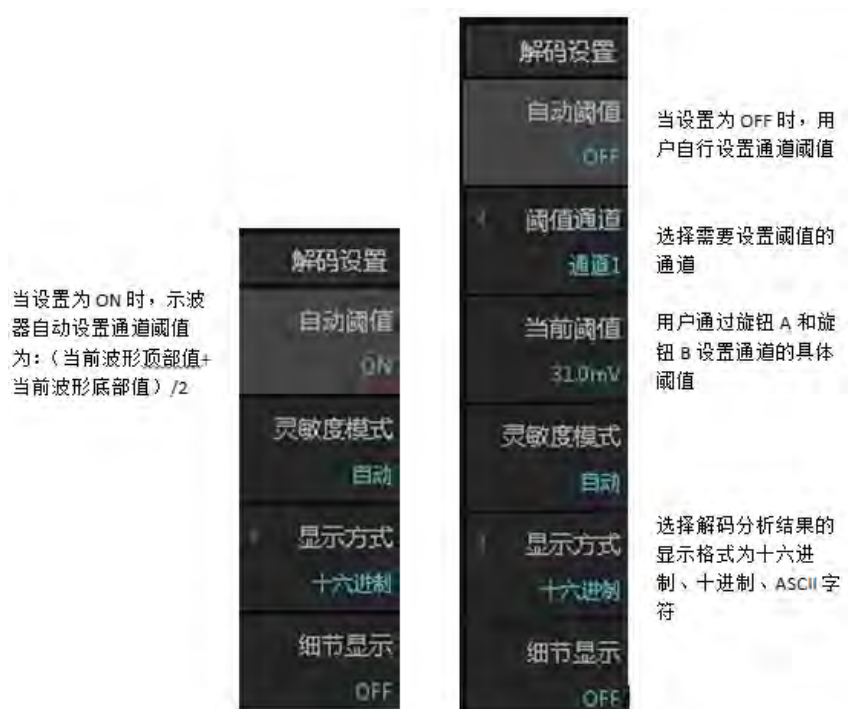 当设置为 ON 时，示波
器自动设置通道阈值
为:（当前波形顶部值+
当前波形底部值）/2
解码设置
自动阈值
ON
灵敏度模式
自动
显示方式
十六进制
细节显示
OFF
解码设置
自动阈值
OFF
阈值通道
通道1
当前阈值
31.0mV
灵敏度模式
自动
显示方式
十六进制
细节显示
OFF
当设置为 OFF 时，用
户自行设置通道阈值
选择需要设置阈值的
通道
用户通过旋钮 A 和旋
钮 B 设置通道的具体
阈值
选择解码分析结果的
显示格式为十六进
制、十进制、ASCII 字
符